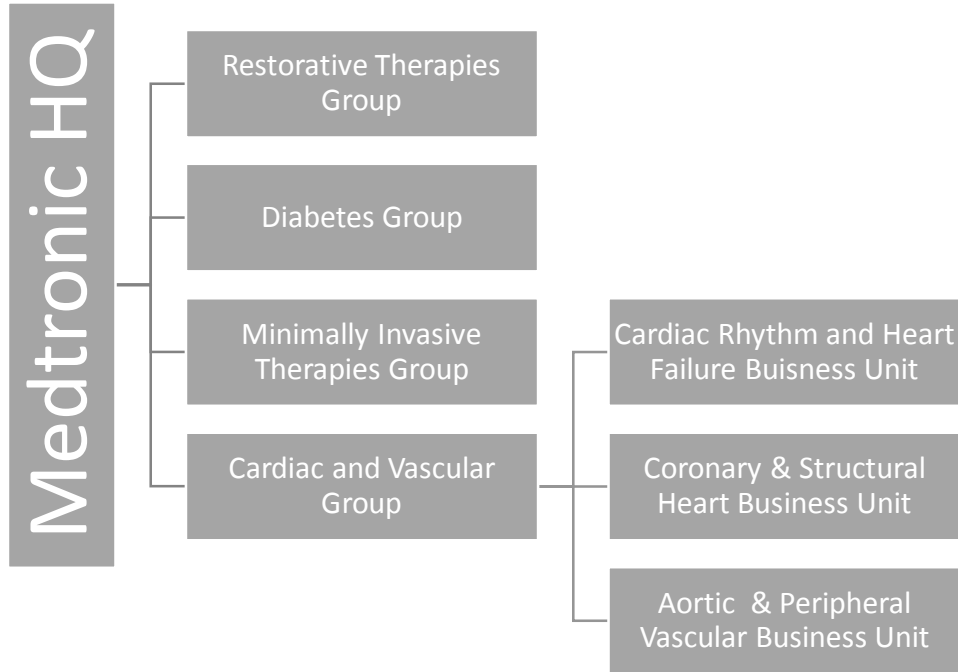 Medtronic HQ
Restorative Therapies
Group
Diabetes Group
Minimally Invasive
Therapies Group
Cardiac and Vascular
Group
Cardiac Rhythm and Heart
Failure Buisness Unit
Coronary & Structural
Heart Business Unit
Aortic & Peripheral
Vascular Business Unit